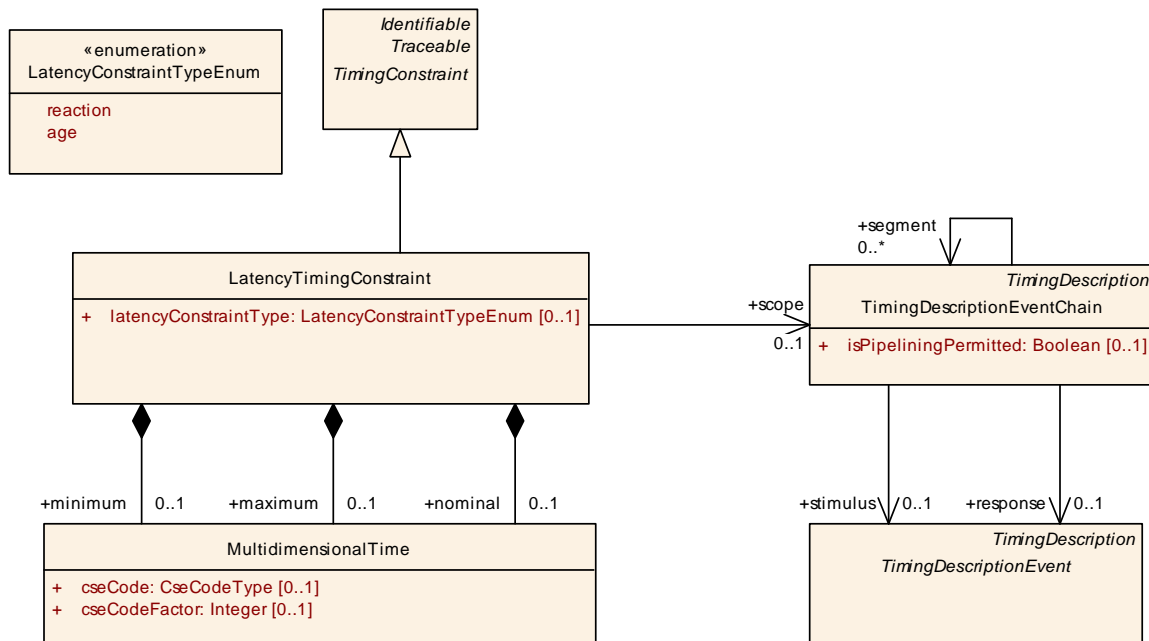 «enumeration»
LatencyConstraintTypeEnum
reaction
age
Identifiable
Traceable
TimingConstraint
LatencyTimingConstraint
+ latencyConstraintType: LatencyConstraintTypeEnum [0..1]
+segment
0..*
+scope
0..1
TimingDescription
TimingDescriptionEventChain
+ isPipeliningPermitted: Boolean [0..1]
+minimum 0..1
+maximum 0..1
+nominal 0..1
+stimulus 0..1
+response 0..1
MultidimensionalTime
+ cseCode: CseCodeType [0..1]
+ cseCodeFactor: Integer [0..1]
TimingDescription
TimingDescriptionEvent